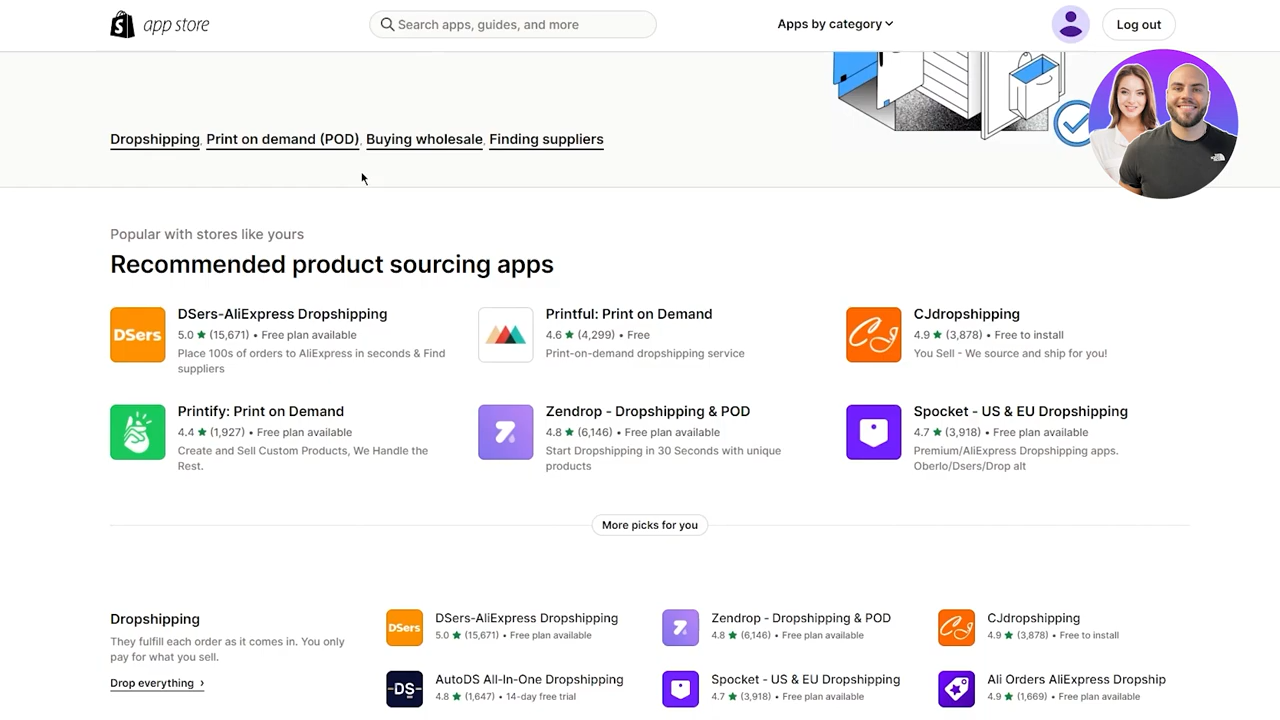 app store
Search apps, guides, and more
Apps by category
Log out
Dropshipping, Print on demand (POD), Buying wholesale, Finding suppliers
Popular with stores like yours
Recommended product sourcing apps
DSers
DSers-AliExpress Dropshipping
5.0 ★ (15,671) • Free plan available
Place 100s of orders to AliExpress in seconds & Find
suppliers
Printful: Print on Demand
4.6 ★ (4,299) • Free
Print-on-demand dropshipping service
CJ
CJdropshipping
4.9 ★ (3,878) • Free to install
You Sell - We source and ship for you!
Printify: Print on Demand
4.4 ★ (1,927) • Free plan available
Create and Sell Custom Products, We Handle the
Rest.
Zendrop - Dropshipping & POD
4.8 ★ (6,146) • Free plan available
Start Dropshipping in 30 Seconds with unique
products
Spocket - US & EU Dropshipping
4.7 ★ (3,918) • Free plan available
Premium/AliExpress Dropshipping apps.
Oberlo/Dsers/Drop alt
More picks for you
Dropshipping
They fulfill each order as it comes in. You only
pay for what you sell.
Drop everything ›
DSers
DSers-AliExpress Dropshipping
5.0 ★ (15,671) • Free plan available
Zendrop - Dropshipping & POD
4.8 ★ (6,146) • Free plan available
CJ
CJdropshipping
4.9 ★ (3,878) • Free to install
DS
AutoDS All-In-One Dropshipping
4.8 ★ (1,647) • 14-day free trial
Spocket - US & EU Dropshipping
4.7 ★ (3,918) • Free plan available
Ali Orders AliExpress Dropship
4.9 ★ (1,669) • Free plan available